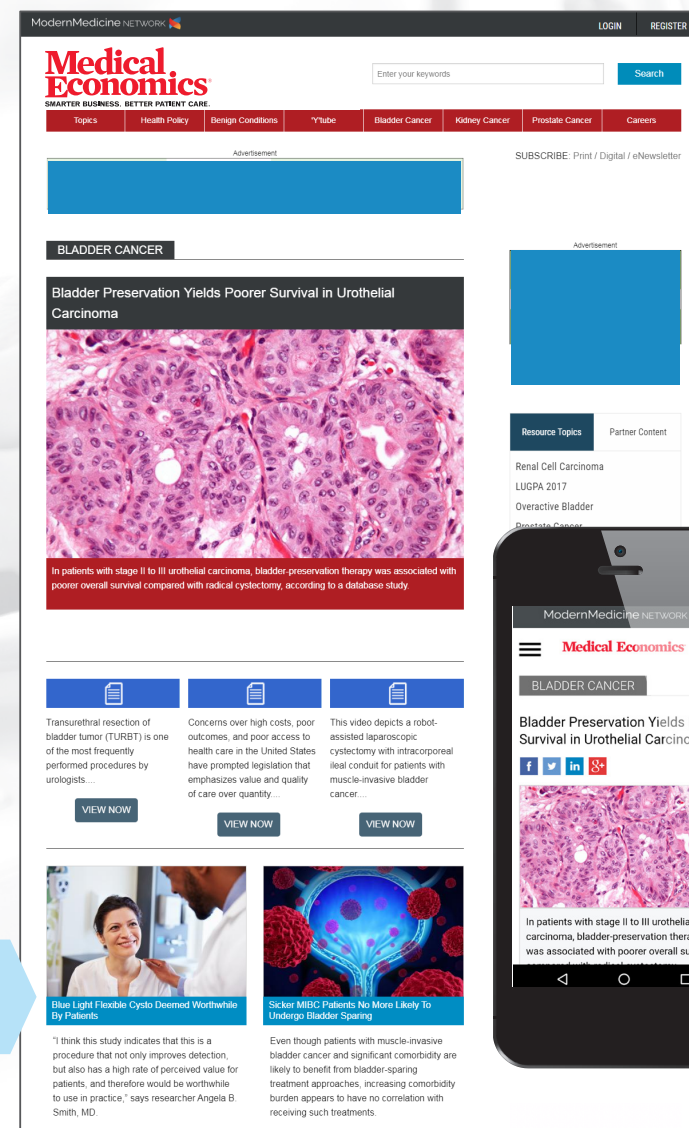 ModernMedicine NETWORK
LOGIN REGISTER
Medical
Economics®
SMARTER BUSINESS. BETTER PATIENT CARE.
Enter your keywords
Search
Topics Health Policy Benign Conditions 'Y'tube Bladder Cancer Kidney Cancer Prostate Cancer Careers
Advertisement
SUBSCRIBE: Print / Digital / eNewsletter
BLADDER CANCER
Advertisement
Bladder Preservation Yields Poorer Survival in Urothelial
Carcinoma
In patients with stage II to III urothelial carcinoma, bladder-preservation therapy was associated with
poorer overall survival compared with radical cystectomy, according to a database study.
Resource Topics Partner Content
Renal Cell Carcinoma
LUGPA 2017
Overactive Bladder
Prostate Cancer
Transurethral resection of
bladder tumor (TURBT) is one
of the most frequently
performed procedures by
urologists....
VIEW NOW
Concerns over high costs, poor
outcomes, and poor access to
health care in the United States
have prompted legislation that
emphasizes value and quality
of care over quantity....
VIEW NOW
This video depicts a robot-
assisted laparoscopic
cystectomy with intracorporeal
ileal conduit for patients with
muscle-invasive bladder
cancer....
VIEW NOW
Blue Light Flexible Cysto Deemed Worthwhile
By Patients
"I think this study indicates that this is a
procedure that not only improves detection,
but also has a high rate of perceived value for
patients, and therefore would be worthwhile
to use in practice," says researcher Angela B.
Smith, MD.
Sicker MIBC Patients No More Likely To
Undergo Bladder Sparing
Even though patients with muscle-invasive
bladder cancer and significant comorbidity are
likely to benefit from bladder-sparing
treatment approaches, increasing comorbidity
burden appears to have no correlation with
receiving such treatments.
ModernMedicine NETWORK
Medical Economics
BLADDER CANCER
Bladder Preservation Yields
Survival in Urothelial Carcino
f in 8+
In patients with stage II to III urothelia
carcinoma, bladder-preservation thera
was associated with poorer overall su